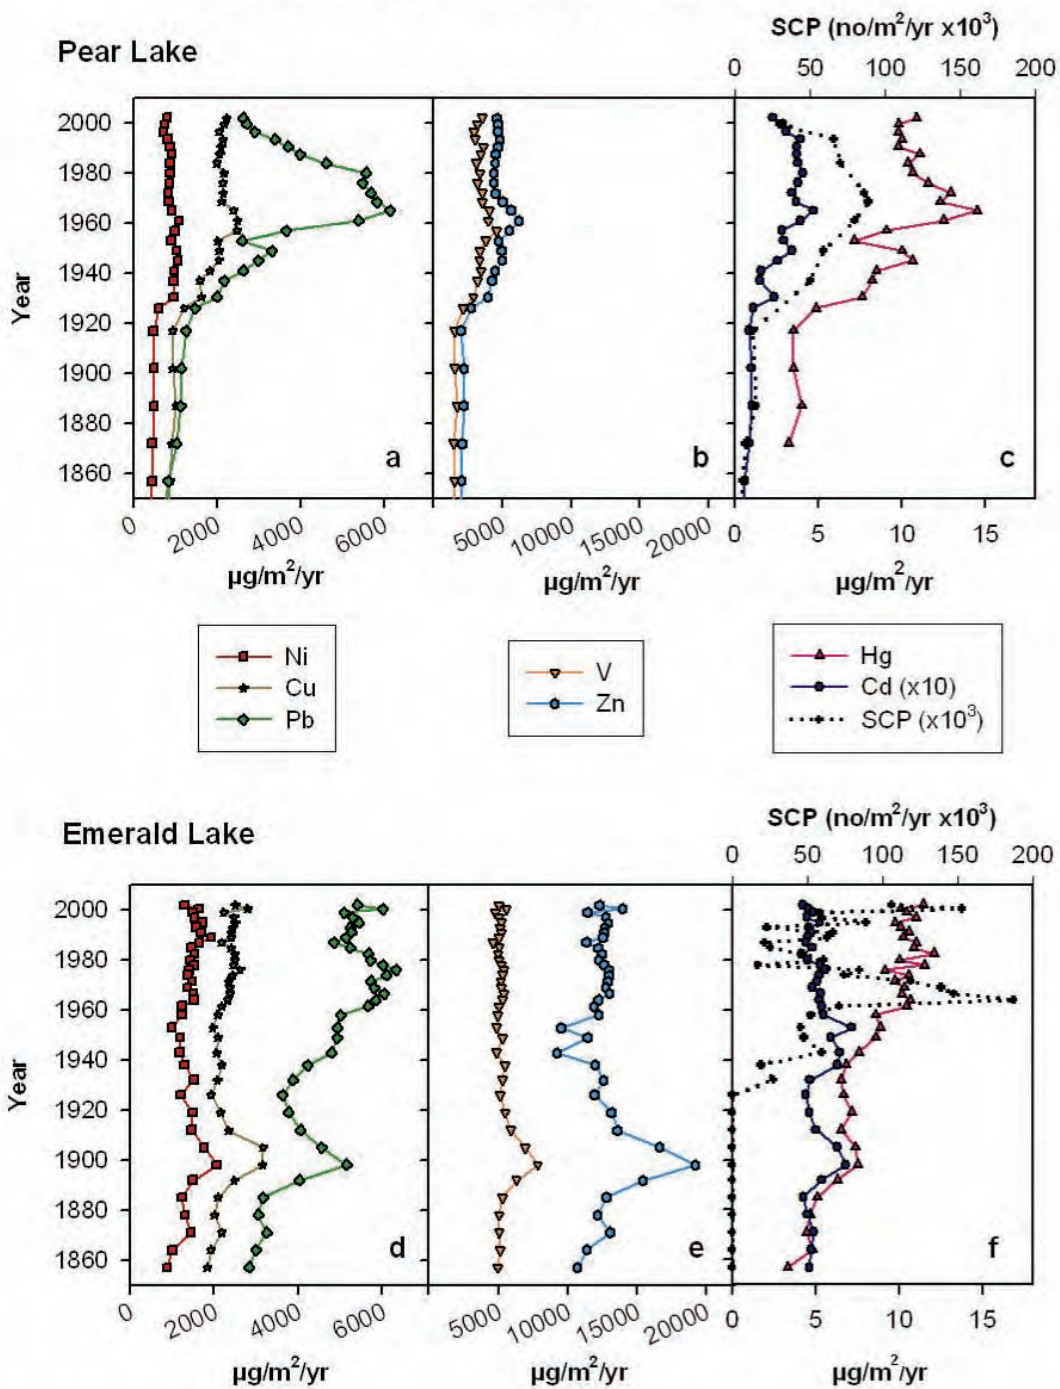 SCP (no/m²/yr x10³)
Pear Lake
0 50 100 150 200
Year
2000
1980
1960
1940
1920
1900
1880
1860
a b c
0 2000 4000 6000
5000 10000 15000 20000
0 5 10 15
µg/m²/yr µg/m²/yr µg/m²/yr
Ni
Cu
Pb
V
Zn
Hg
Cd (x10)
SCP (x10³)
SCP (no/m²/yr x10³)
Emerald Lake
0 50 100 150 200
Year
2000
1980
1960
1940
1920
1900
1880
1860
d e f
0 2000 4000 6000
5000 10000 15000 20000
0 5 10 15
µg/m²/yr µg/m²/yr µg/m²/yr